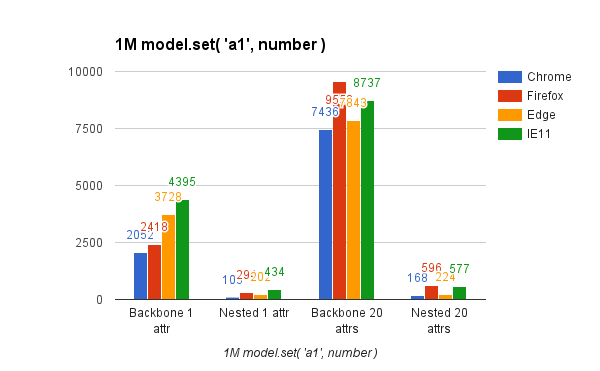 1M model.set( 'a1', number )
10000
7500
5000
2500
0
2052
2418
3728
4395
434
7436
7843
8737
168
596
224
577
Backbone 1
attr
Nested 1 attr
Backbone 20
attrs
Nested 20
attrs
1M model.set( 'a1', number )
Chrome
Firefox
Edge
IE11